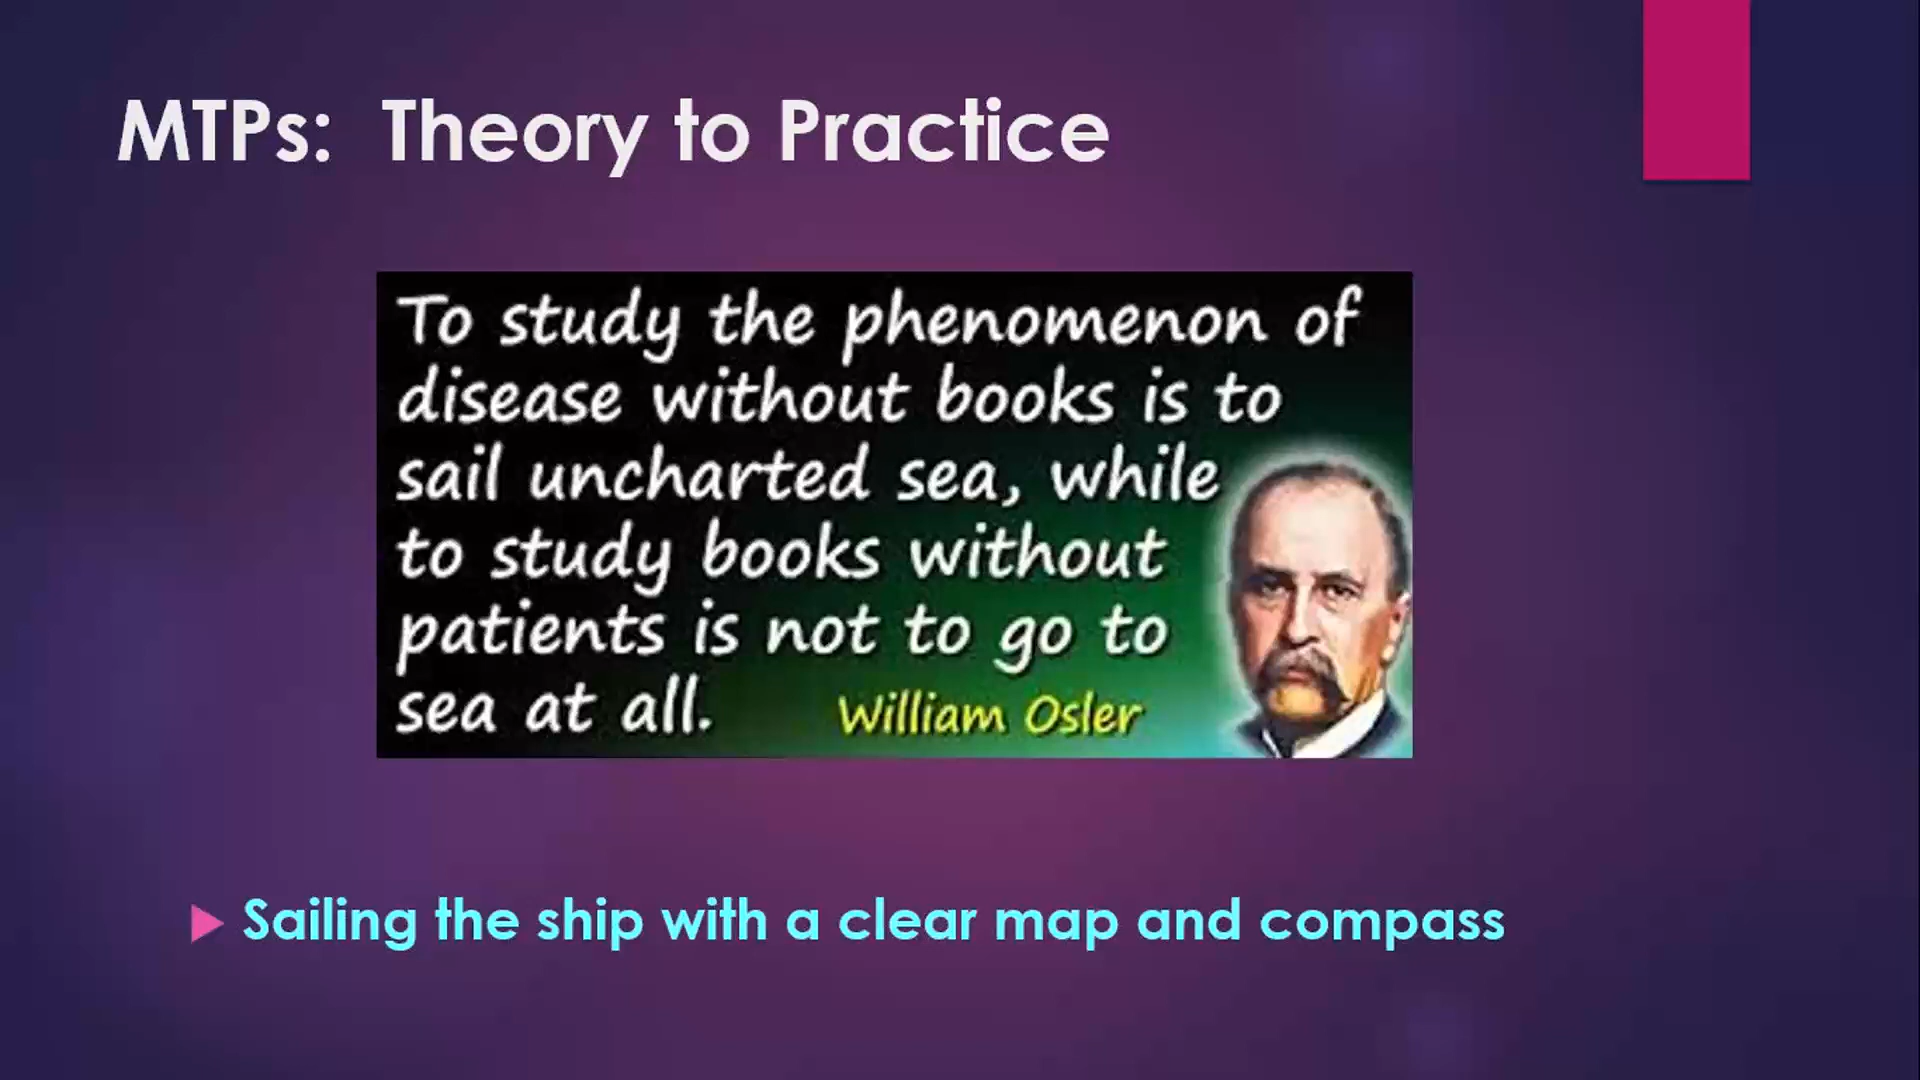 MTPs: Theory to Practice
To study the phenomenon of
disease without books is to
sail uncharted sea, while
to study books without
patients is not to go to
sea at all. William Osler
Sailing the ship with a clear map and compass